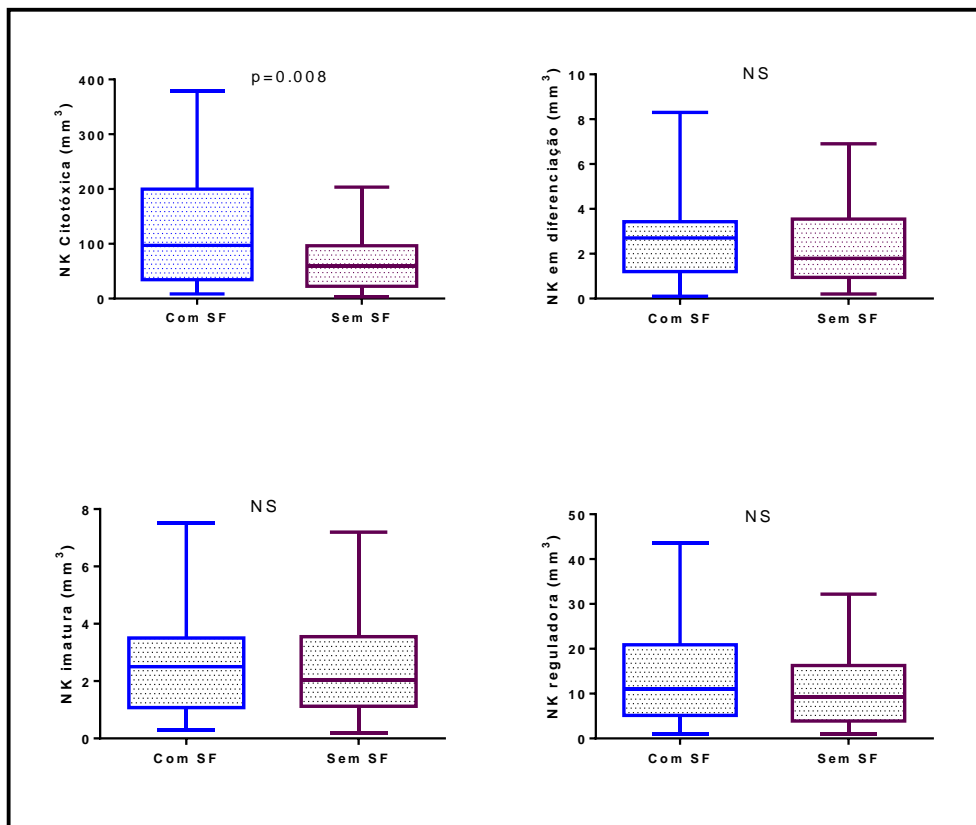 p=0.008
NK Citotóxica (mm³)
400
300
200
100
0
Com SF
Sem SF
NS
NK em diferenciação (mm³)
10
8
6
4
2
0
Com SF
Sem SF
NS
NK imatura (mm³)
8
6
4
2
0
Com SF
Sem SF
NS
NK reguladora (mm³)
50
40
30
20
10
0
Com SF
Sem SF